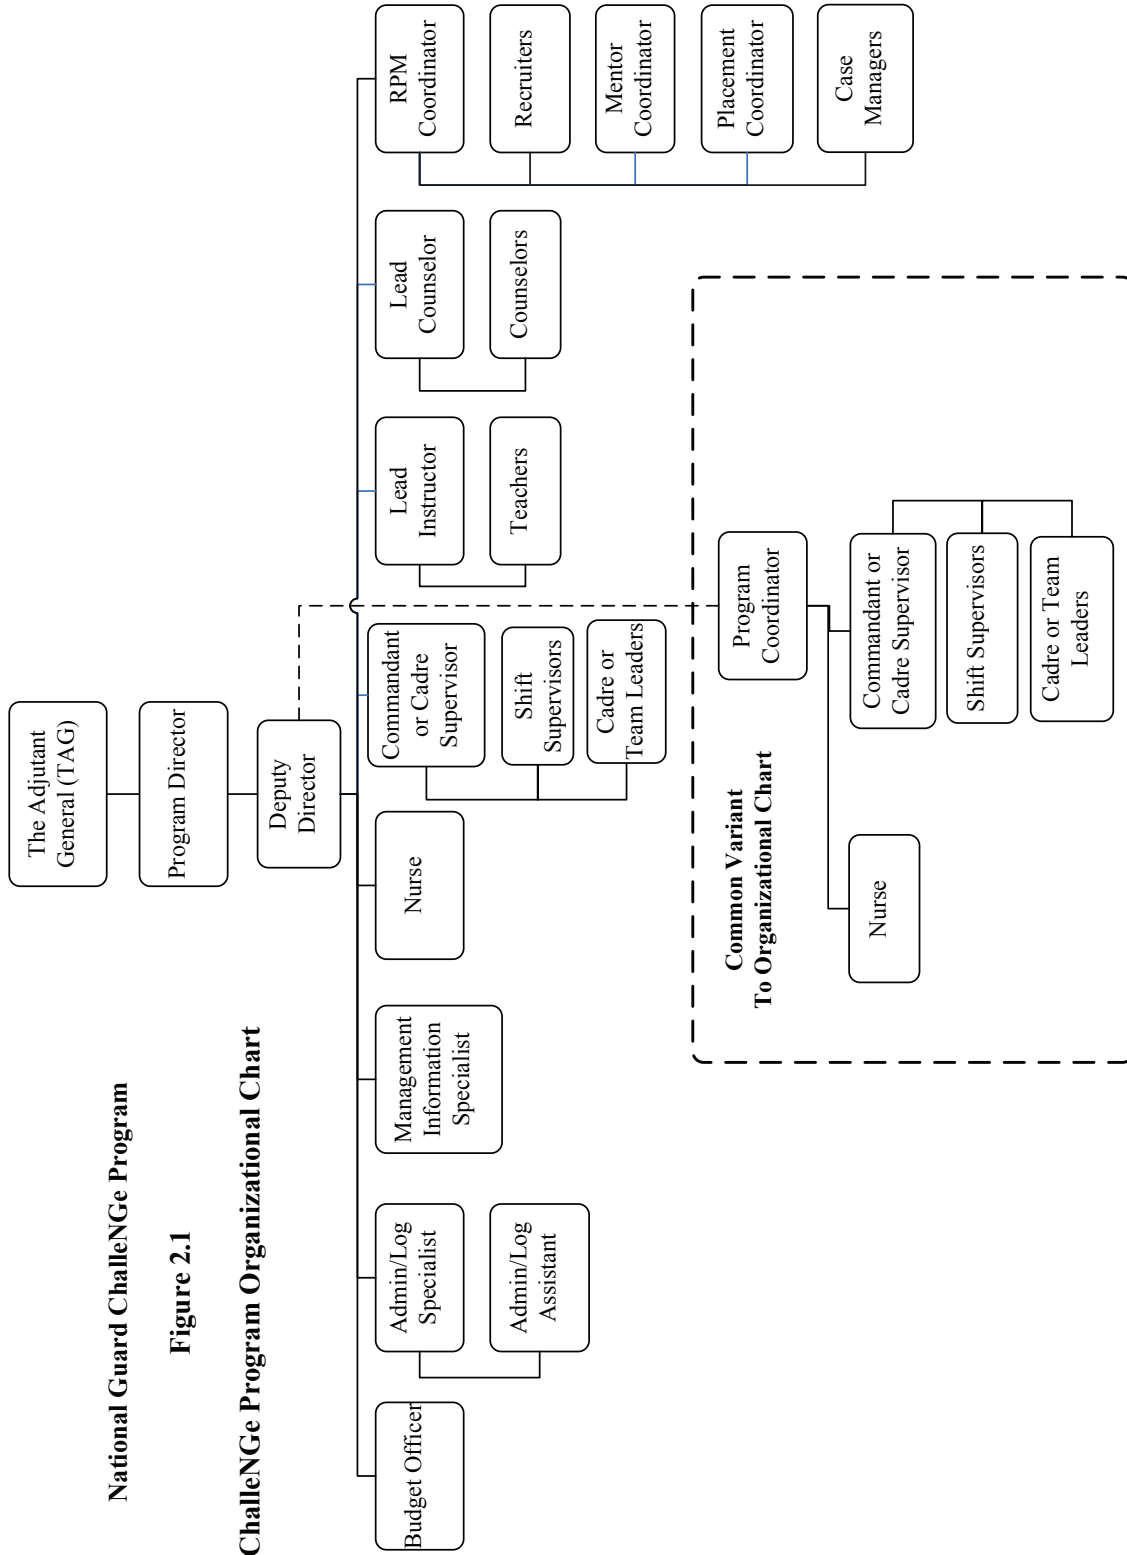 National Guard ChalleNGe Program
Figure 2.1
ChalleNGe Program Organizational Chart
The Adjutant
General (TAG)
Program Director
Deputy
Director
Budget Officer
Admin/Log
Specialist
Admin/Log
Assistant
Management
Information
Specialist
Nurse
Commandant
or Cadre
Supervisor
Shift
Supervisors
Cadre or
Team Leaders
Lead
Instructor
Teachers
Lead
Counselor
Counselors
RPM
Coordinator
Recruiters
Mentor
Coordinator
Placement
Coordinator
Case
Managers
Common Variant
To Organizational Chart
Program
Coordinator
Nurse
Commandant or
Cadre Supervisor
Shift Supervisors
Cadre or Team
Leaders